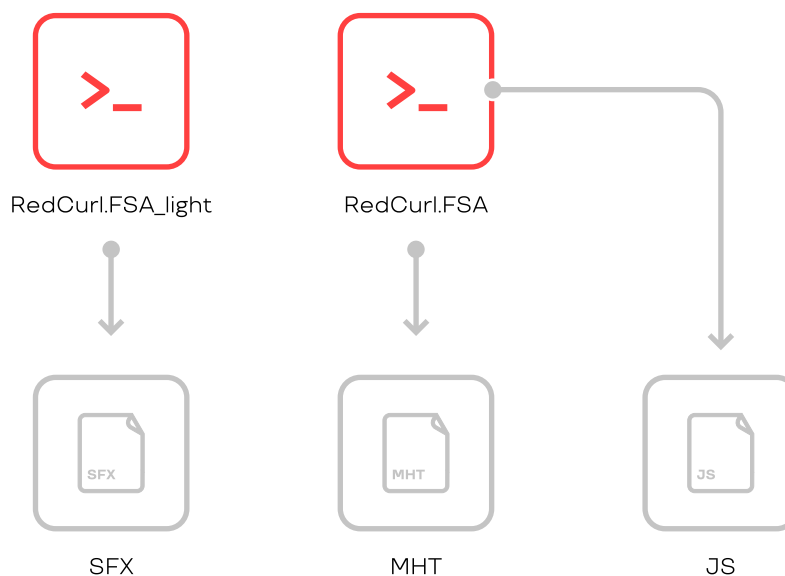 >_
>_
RedCurl.FSA_light
RedCurl.FSA
SFX
MHT
JS
SFX
MHT
JS